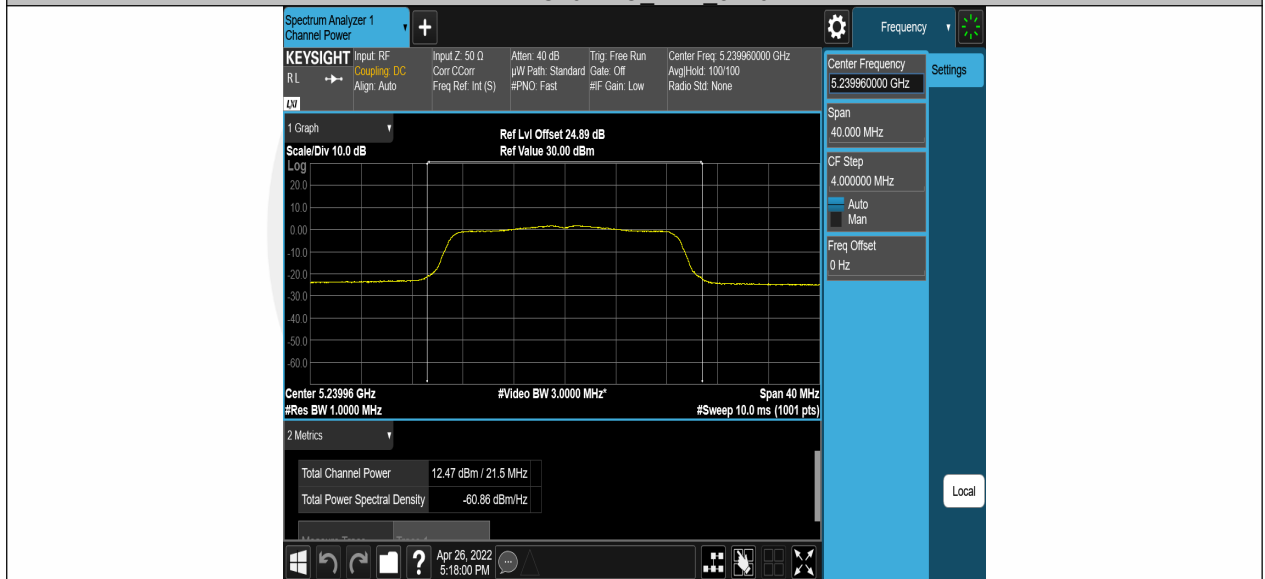 Spectrum Analyzer 1
Channel Power
+
Frequency
KEYSIGHT
RL
LXI
Input: RF
Coupling: DC
Align: Auto
Input Z: 50 Ω
Corr CCorr
Freq Ref: Int (S)
Atten: 40 dB
µW Path: Standard
#PNO: Fast
Trig: Free Run
Gate: Off
#IF Gain: Low
Center Freq: 5.239960000 GHz
Avg|Hold: 100/100
Radio Std: None
Center Frequency
5.239960000 GHz
Settings
Span
40.000 MHz
CF Step
4.000000 MHz
Auto
Man
Freq Offset
0 Hz
Local
1 Graph
Scale/Div 10.0 dB
Ref Lvl Offset 24.89 dB
Ref Value 30.00 dBm
Log
20.0
10.0
0.00
-10.0
-20.0
-30.0
-40.0
-50.0
-60.0
Center 5.23996 GHz
#Res BW 1.0000 MHz
#Video BW 3.0000 MHz*
Span 40 MHz
#Sweep 10.0 ms (1001 pts)
2 Metrics
Total Channel Power 12.47 dBm / 21.5 MHz
Total Power Spectral Density -60.86 dBm/Hz
?
Apr 26, 2022
5:18:00 PM